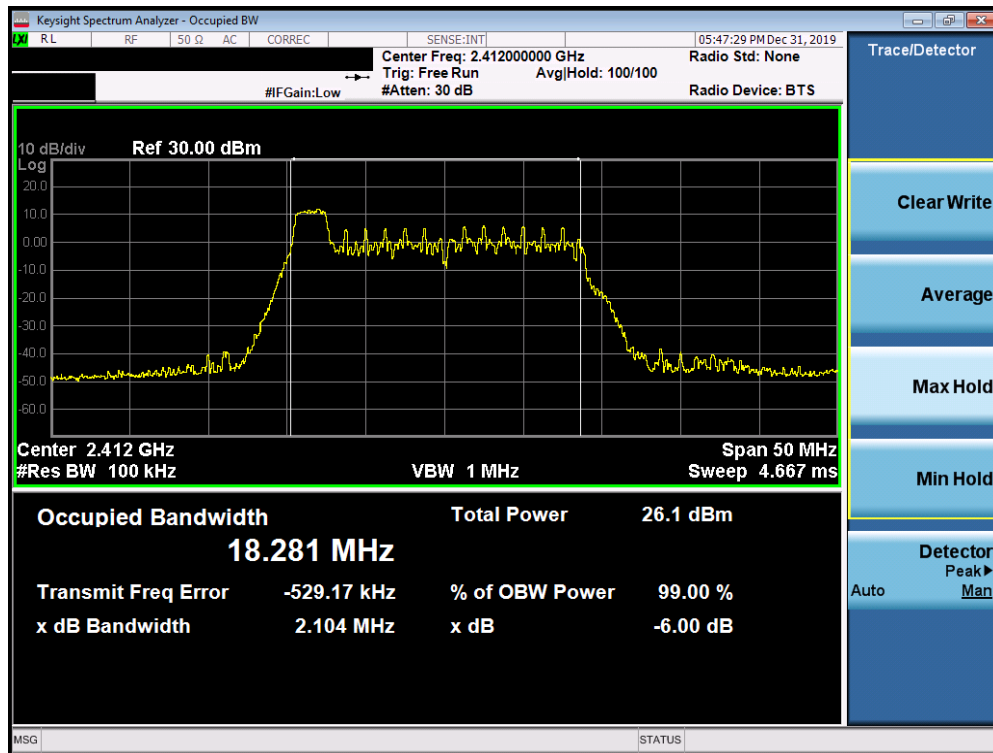 Keysight Spectrum Analyzer - Occupied BW
LXI RL RF 50 Ω AC CORREC SENSE:INT 05:47:29 PM Dec 31, 2019
Center Freq: 2.412000000 GHz Radio Std: None
Trig: Free Run Avg|Hold: 100/100
#IFGain:Low #Atten: 30 dB Radio Device: BTS
Trace/Detector
10 dB/div Ref 30.00 dBm
Log
20.0
10.0
0.00
-10.0
-20.0
-30.0
-40.0
-50.0
-60.0
Center 2.412 GHz Span 50 MHz
#Res BW 100 kHz VBW 1 MHz Sweep 4.667 ms
Occupied Bandwidth Total Power 26.1 dBm
18.281 MHz
Transmit Freq Error -529.17 kHz % of OBW Power 99.00 %
x dB Bandwidth 2.104 MHz x dB -6.00 dB
Clear Write
Average
Max Hold
Min Hold
Detector
Peak▶
Auto Man
MSG STATUS